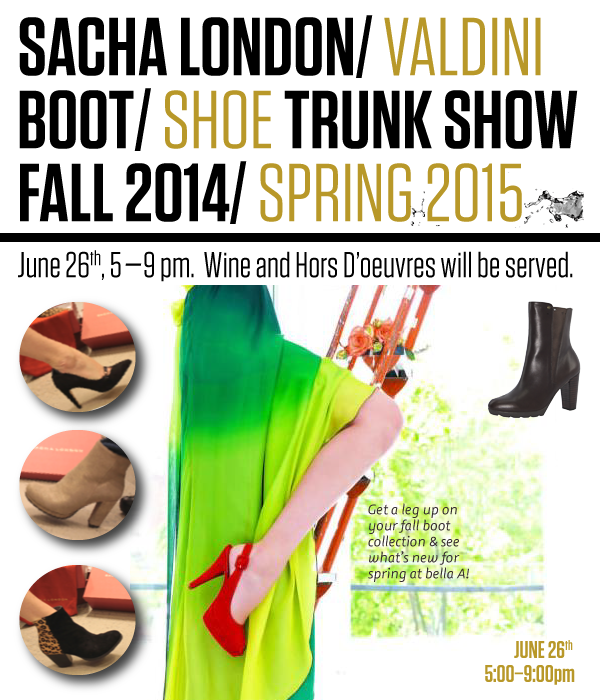 SACHA LONDON/ VALDINI
BOOT/ SHOE TRUNK SHOW
FALL 2014/ SPRING 2015
June 26th, 5 – 9 pm.  Wine and Hors D'oeuvres will be served.
Get a leg up on
your fall boot
collection & see
what's new for
spring at bella A!
JUNE 26th
5:00–9:00pm